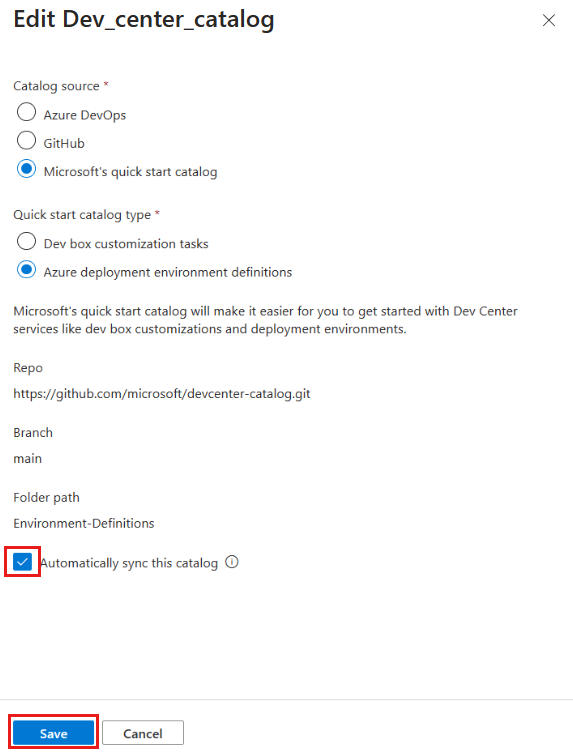 Edit Dev_center_catalog
Catalog source *
Azure DevOps
GitHub
Microsoft's quick start catalog
Quick start catalog type *
Dev box customization tasks
Azure deployment environment definitions
Microsoft's quick start catalog will make it easier for you to get started with Dev Center
services like dev box customizations and deployment environments.
Repo
https://github.com/microsoft/devcenter-catalog.git
Branch
main
Folder path
Environment-Definitions
Automatically sync this catalog
Save Cancel